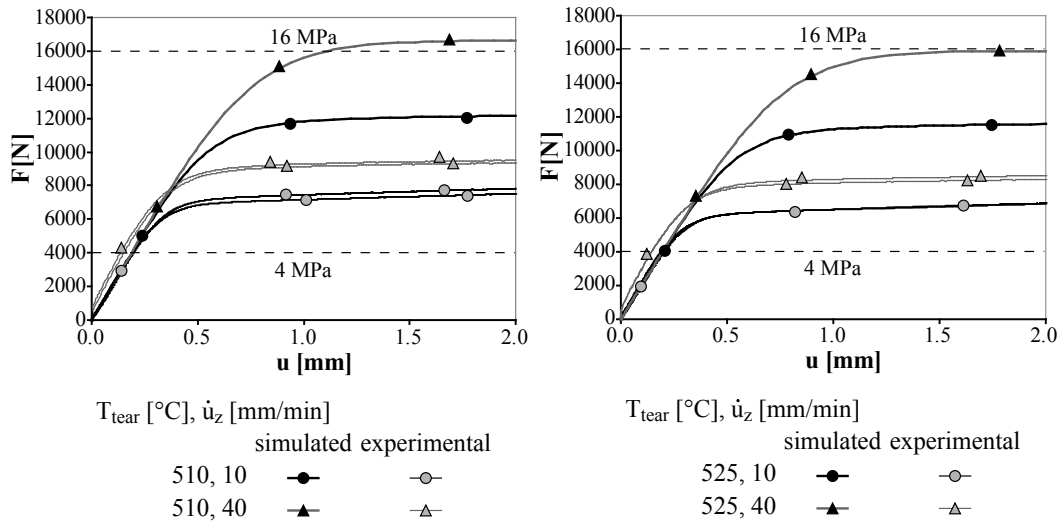 18000
16000
14000
12000
10000
8000
6000
4000
2000
0
F[N]
16 MPa
4 MPa
0.0 0.5 1.0 1.5 2.0
u [mm]
T_tear [°C], u̇_z [mm/min]
simulated experimental
510, 10
510, 40
18000
16000
14000
12000
10000
8000
6000
4000
2000
0
F[N]
16 MPa
4 MPa
0.0 0.5 1.0 1.5 2.0
u [mm]
T_tear [°C], u̇_z [mm/min]
simulated experimental
525, 10
525, 40